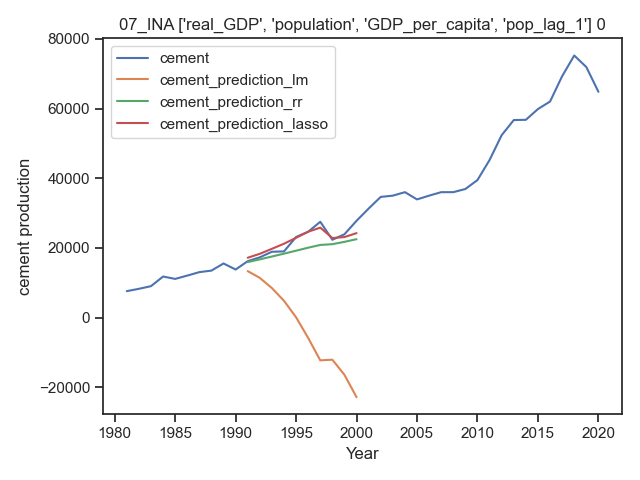 07_INA ['real_GDP', 'population', 'GDP_per_capita', 'pop_lag_1'] 0
cement
cement_prediction_lm
cement_prediction_rr
cement_prediction_lasso
cement production
80000
60000
40000
20000
0
−20000
1980 1985 1990 1995 2000 2005 2010 2015 2020
Year